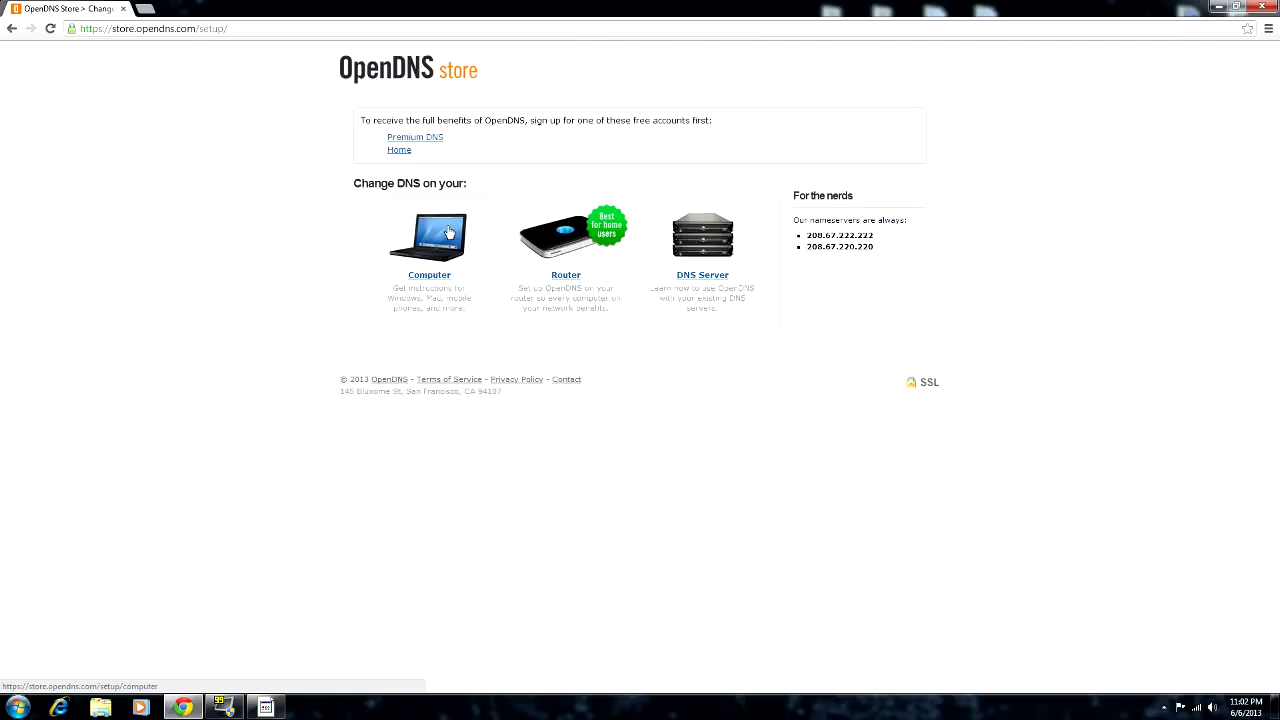 OpenDNS Store > Chang
https://store.opendns.com/setup/
OpenDNS store
To receive the full benefits of OpenDNS, sign up for one of these free accounts first:
Premium DNS
Home
Change DNS on your:
Best
for home
users
Computer
Get instructions for
Windows, Mac, mobile
phones, and more.
Router
Set up OpenDNS on your
router so every computer on
your network benefits.
DNS Server
Learn how to use OpenDNS
with your existing DNS
servers.
For the nerds
Our nameservers are always:
208.67.222.222
208.67.220.220
© 2013 OpenDNS - Terms of Service - Privacy Policy - Contact
145 Bluxome St, San Francisco, CA 94107
SSL
https://store.opendns.com/setup/computer
99
11:02 PM
6/6/2013